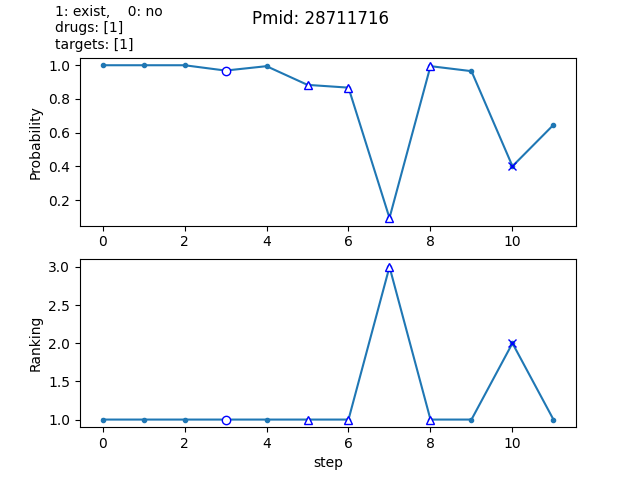 1: exist,    0: no
drugs: [1]
targets: [1]
Pmid: 28711716
Probability
1.0
0.8
0.6
0.4
0.2
0 2 4 6 8 10
Ranking
3.0
2.5
2.0
1.5
1.0
0 2 4 6 8 10
step